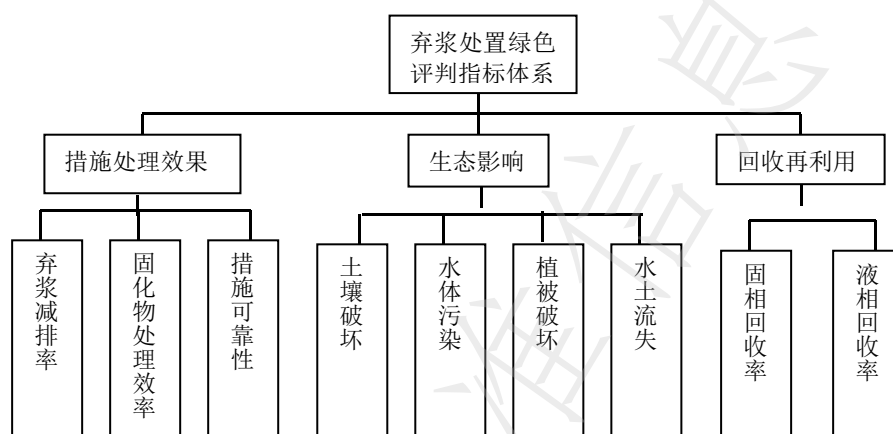 弃浆处置绿色
评判指标体系
措施处理效果
生态影响
回收再利用
弃浆减排率
固化物处理效率
措施可靠性
土壤破坏
水体污染
植被破坏
水土流失
固相回收率
液相回收率